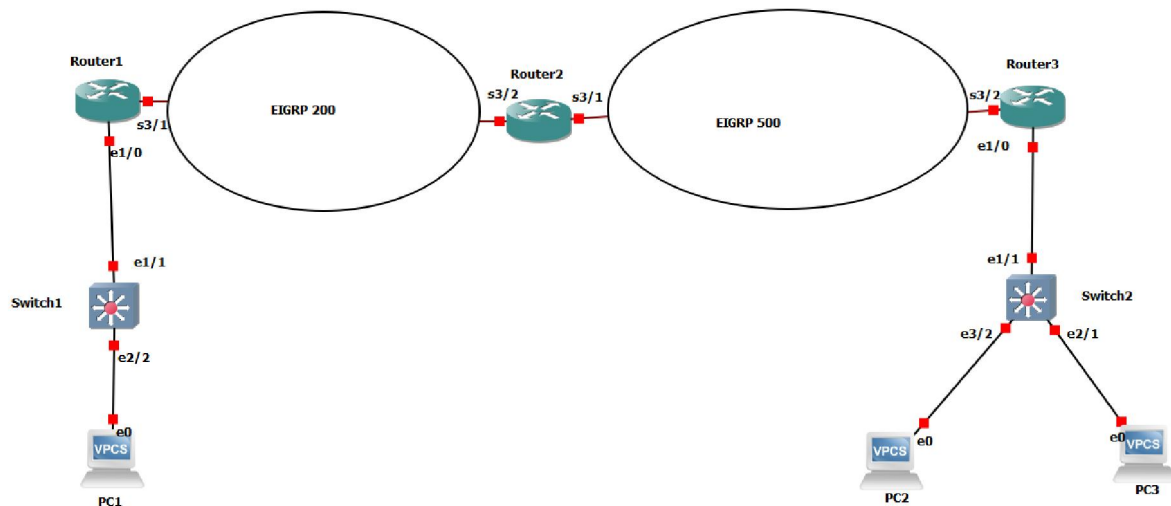 Router1
s3/1
e1/0
EIGRP 200
s3/2
Router2
s3/1
EIGRP 500
Router3
s3/2
e1/0
e1/1
Switch1
e2/2
e0
VPCS
PC1
e1/1
Switch2
e3/2
e2/1
e0
VPCS
PC2
e0
VPCS
PC3